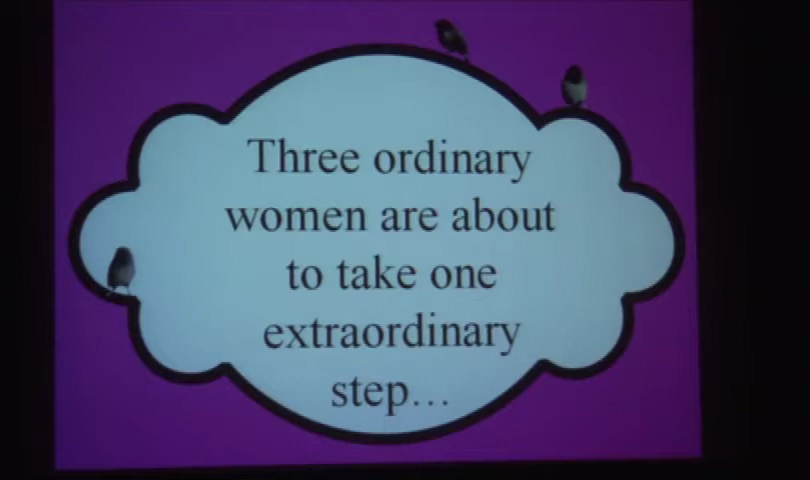 Three ordinary
women are about
to take one
extraordinary
step...